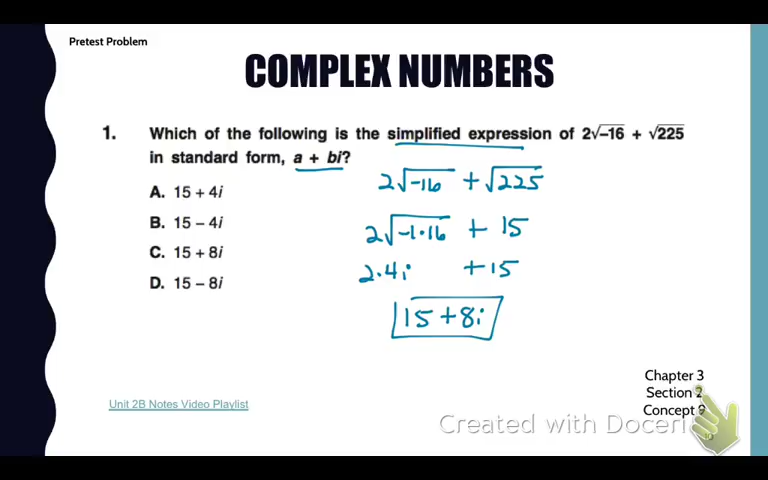 Pretest Problem
COMPLEX NUMBERS
1. Which of the following is the simplified expression of 2√−16 + √225
in standard form, a + bi?
2√-16 + √225
A. 15 + 4i
B. 15 − 4i
2√-1·16 + 15
C. 15 + 8i
2·4i +15
D. 15 − 8i
15 + 8i
Chapter 3
Section 2
Concept 9
Unit 2B Notes Video Playlist
Created with Doceri